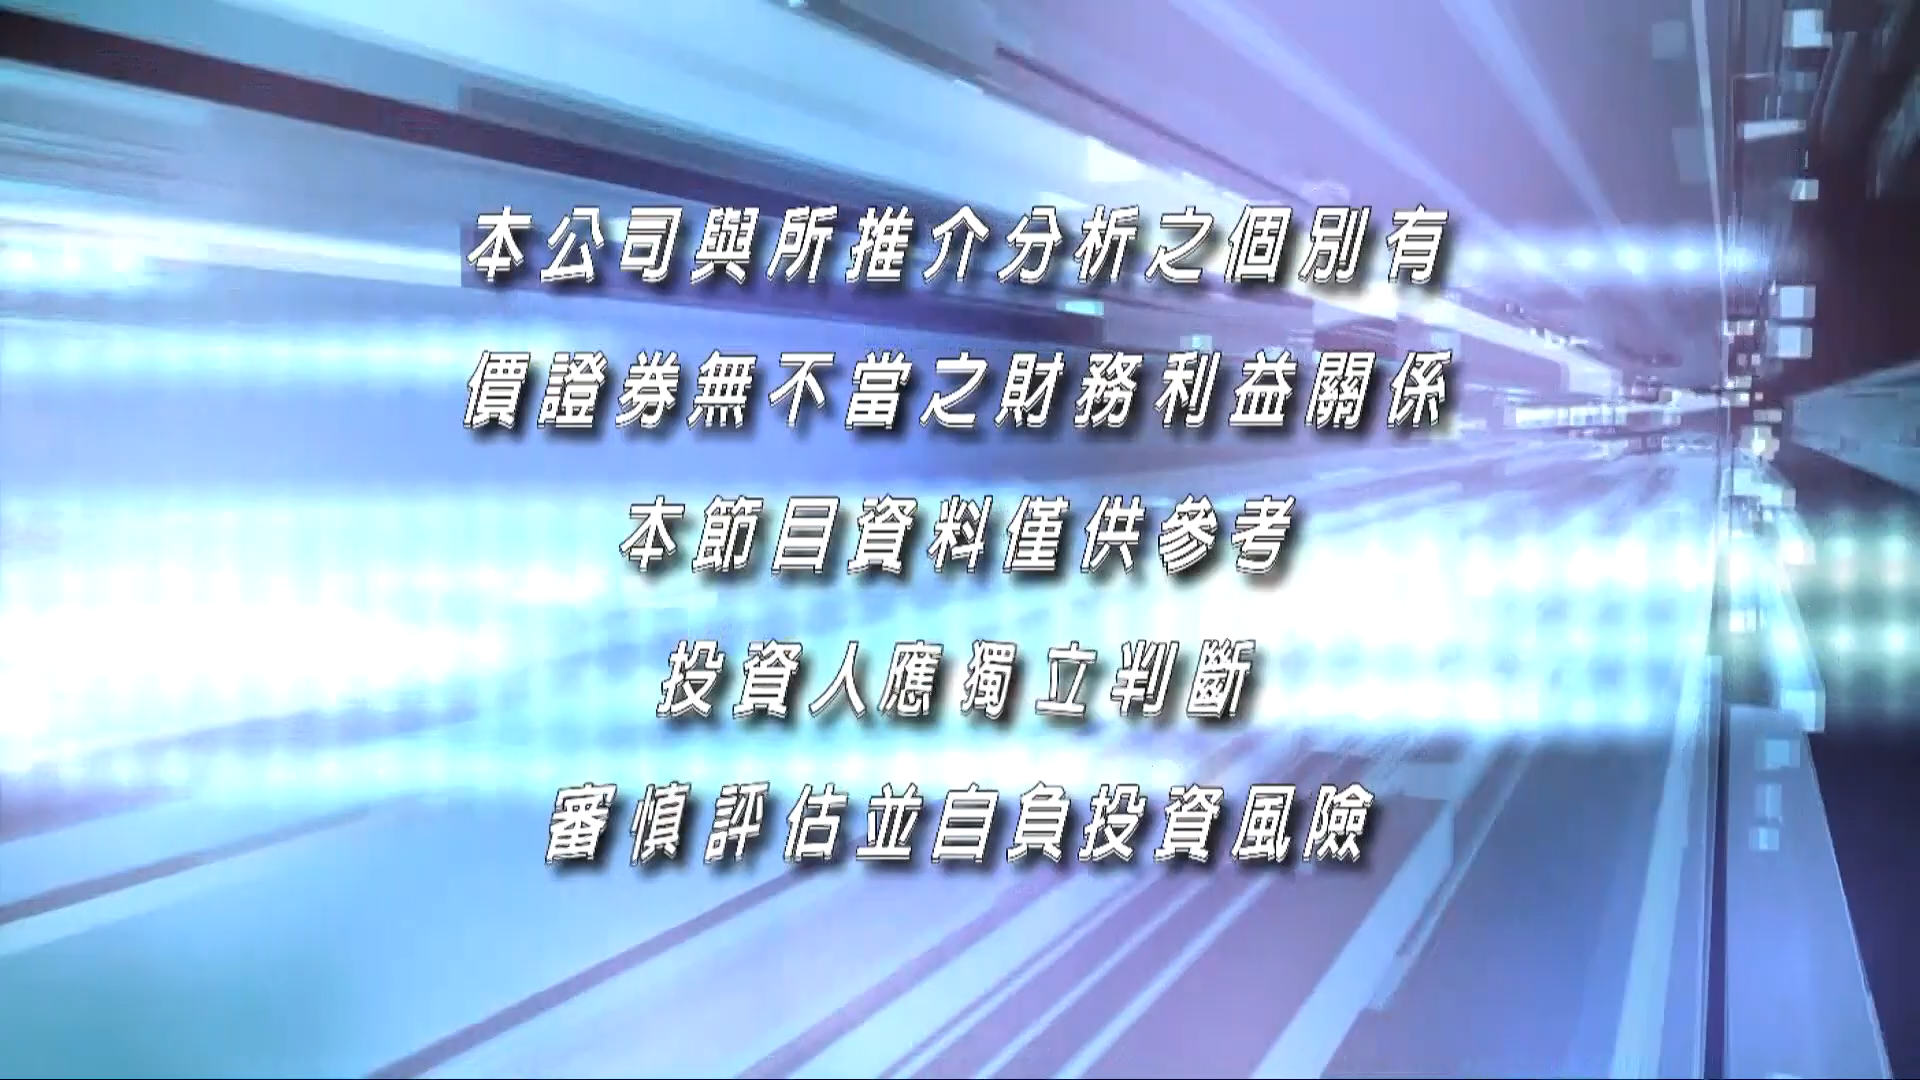 本公司與所推介分析之個別有
價證券無不當之財務利益關係
本節目資料僅供參考
投資人應獨立判斷
審慎評估並自負投資風險